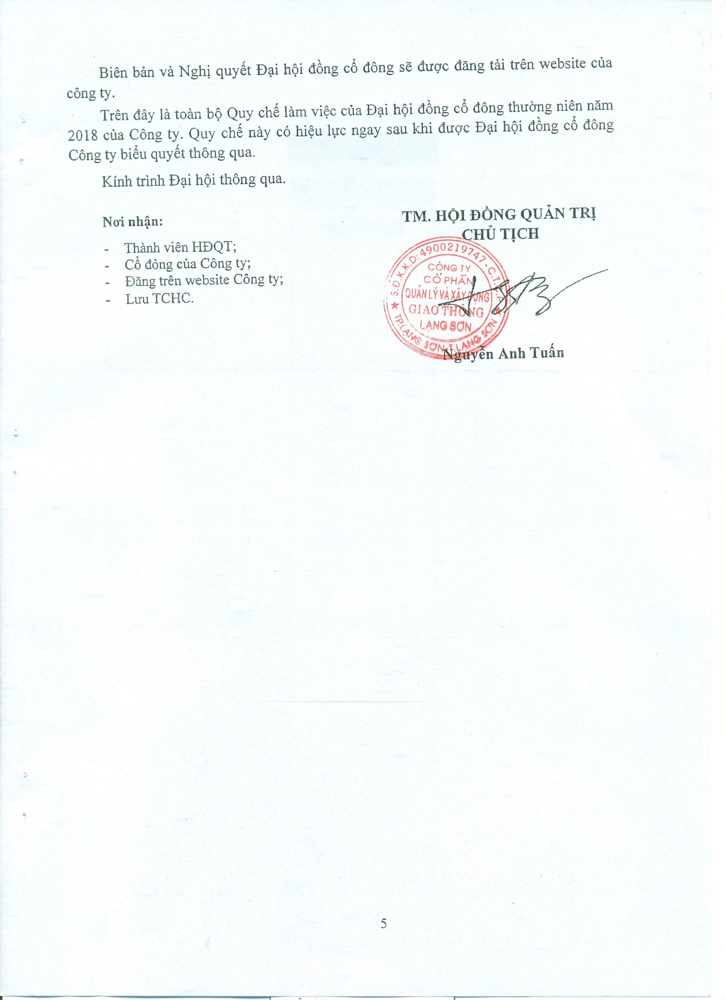 Biên bản và Nghị quyết Đại hội đồng cổ đông sẽ được đăng tải trên website của
công ty.
Trên đây là toàn bộ Quy chế làm việc của Đại hội đồng cổ đông thường niên năm
2018 của Công ty. Quy chế này có hiệu lực ngay sau khi được Đại hội đồng cổ đông
Công ty biểu quyết thông qua.
Kính trình Đại hội thông qua.
Nơi nhận:
- Thành viên HĐQT;
- Cổ đông của Công ty;
- Đăng trên website Công ty;
- Lưu TCHC.
TM. HỘI ĐỒNG QUẢN TRỊ
CHỦ TỊCH
S.Đ.K.K.D: 4900219747 - C.T.C.P
CÔNG TY
CỔ PHẦN
QUẢN LÝ VÀ XÂY DỰNG
GIAO THÔNG
LẠNG SƠN
TP. LẠNG SƠN - T. LẠNG SƠN
Nguyễn Anh Tuấn
5